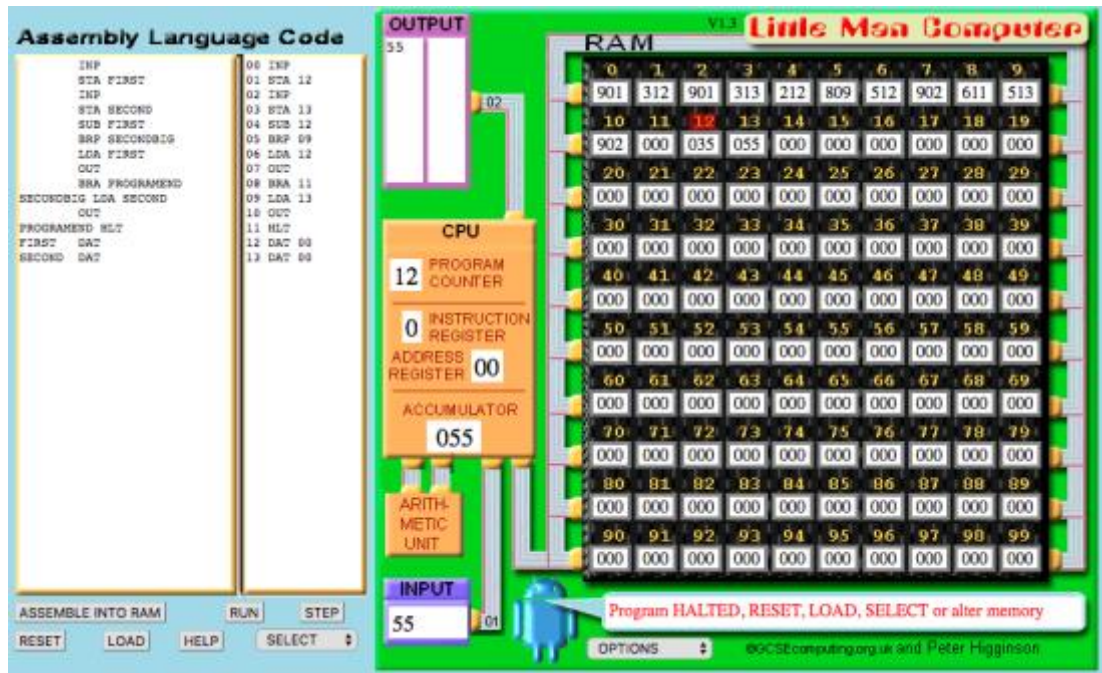 Assembly Language Code
INP
STA FIRST
INP
STA SECOND
SUB FIRST
BRP SECONDBIG
LDA FIRST
OUT
BRA PROGRAMEND
SECONDBIG LDA SECOND
OUT
PROGRAMEND HLT
FIRST DAT
SECOND DAT
00 INP
01 STA 12
02 INP
03 STA 13
04 SUB 12
05 BRP 09
06 LDA 12
07 OUT
08 BRA 11
09 LDA 13
10 OUT
11 HLT
12 DAT 00
13 DAT 00
ASSEMBLE INTO RAM RUN STEP
RESET LOAD HELP SELECT
OUTPUT
55
02
CPU
12 PROGRAM
COUNTER
0 INSTRUCTION
REGISTER
ADDRESS
REGISTER 00
ACCUMULATOR
055
ARITH-
METIC
UNIT
INPUT
55
01
V1.3 Little Man Computer
RAM
0 1 2 3 4 5 6 7 8 9
901 312 901 313 212 809 512 902 611 513
10 11 12 13 14 15 16 17 18 19
902 000 035 055 000 000 000 000 000 000
20 21 22 23 24 25 26 27 28 29
000 000 000 000 000 000 000 000 000 000
30 31 32 33 34 35 36 37 38 39
000 000 000 000 000 000 000 000 000 000
40 41 42 43 44 45 46 47 48 49
000 000 000 000 000 000 000 000 000 000
50 51 52 53 54 55 56 57 58 59
000 000 000 000 000 000 000 000 000 000
60 61 62 63 64 65 66 67 68 69
000 000 000 000 000 000 000 000 000 000
70 71 72 73 74 75 76 77 78 79
000 000 000 000 000 000 000 000 000 000
80 81 82 83 84 85 86 87 88 89
000 000 000 000 000 000 000 000 000 000
90 91 92 93 94 95 96 97 98 99
000 000 000 000 000 000 000 000 000 000
Program HALTED, RESET, LOAD, SELECT or alter memory
OPTIONS ©GCSEcomputing.org.uk and Peter Higginson